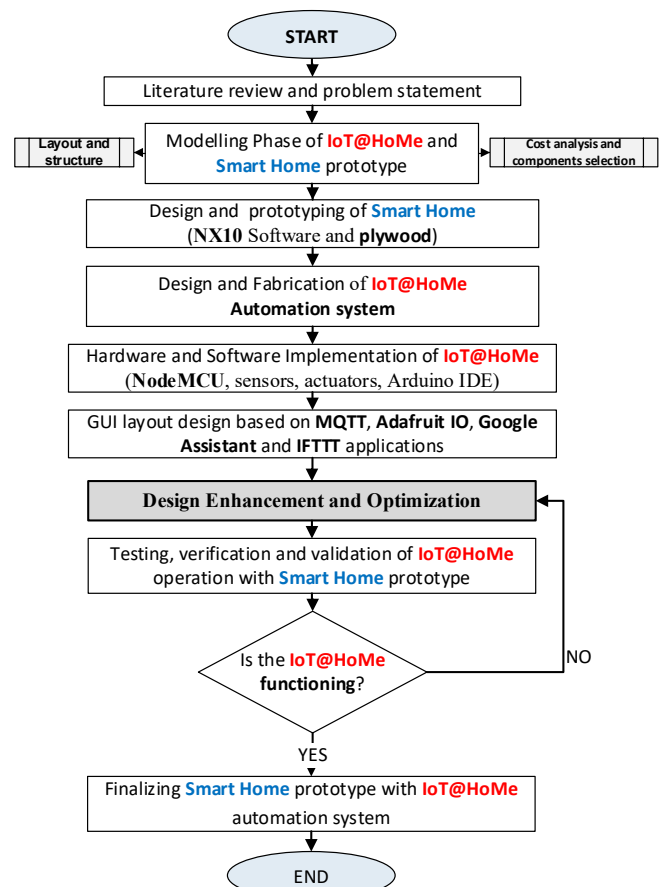 START
Literature review and problem statement
Modelling Phase of IoT@HoMe and
Smart Home prototype
Layout and
structure
Cost analysis and
components selection
Design and prototyping of Smart Home
(NX10 Software and plywood)
Design and Fabrication of IoT@HoMe
Automation system
Hardware and Software Implementation of IoT@HoMe
(NodeMCU, sensors, actuators, Arduino IDE)
GUI layout design based on MQTT, Adafruit IO, Google
Assistant and IFTTT applications
Design Enhancement and Optimization
Testing, verification and validation of IoT@HoMe
operation with Smart Home prototype
Is the IoT@HoMe
functioning?
NO
YES
Finalizing Smart Home prototype with IoT@HoMe
automation system
END